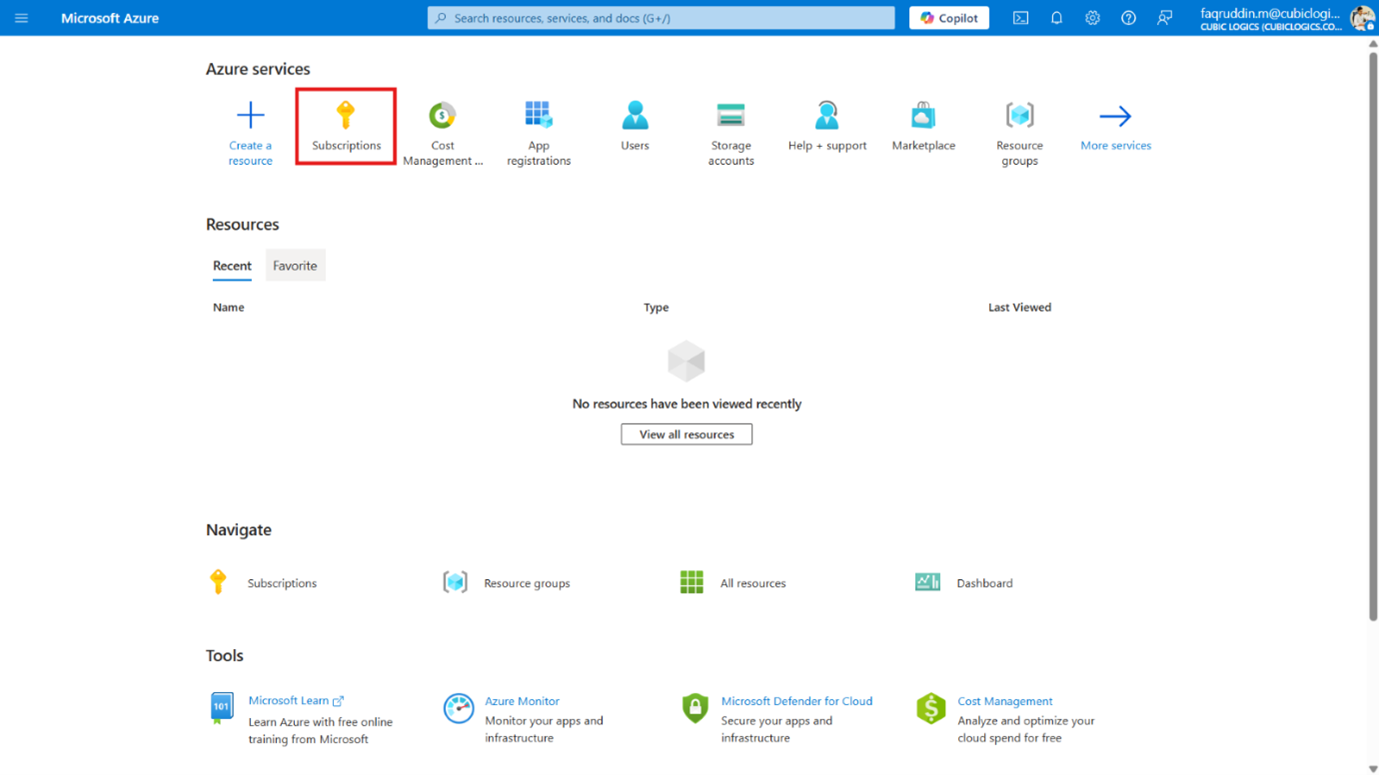 Microsoft Azure
Search resources, services, and docs (G+/)
Copilot
faqruddin.m@cubiclogi...
CUBIC LOGICS (CUBICLOGICS.CO...
Azure services
Create a
resource
Subscriptions
Cost
Management ...
App
registrations
Users
Storage
accounts
Help + support
Marketplace
Resource
groups
More services
Resources
Recent
Favorite
Name
Type
Last Viewed
No resources have been viewed recently
View all resources
Navigate
Subscriptions
Resource groups
All resources
Dashboard
Tools
101
Microsoft Learn
Learn Azure with free online
training from Microsoft
Azure Monitor
Monitor your apps and
infrastructure
Microsoft Defender for Cloud
Secure your apps and
infrastructure
Cost Management
Analyze and optimize your
cloud spend for free